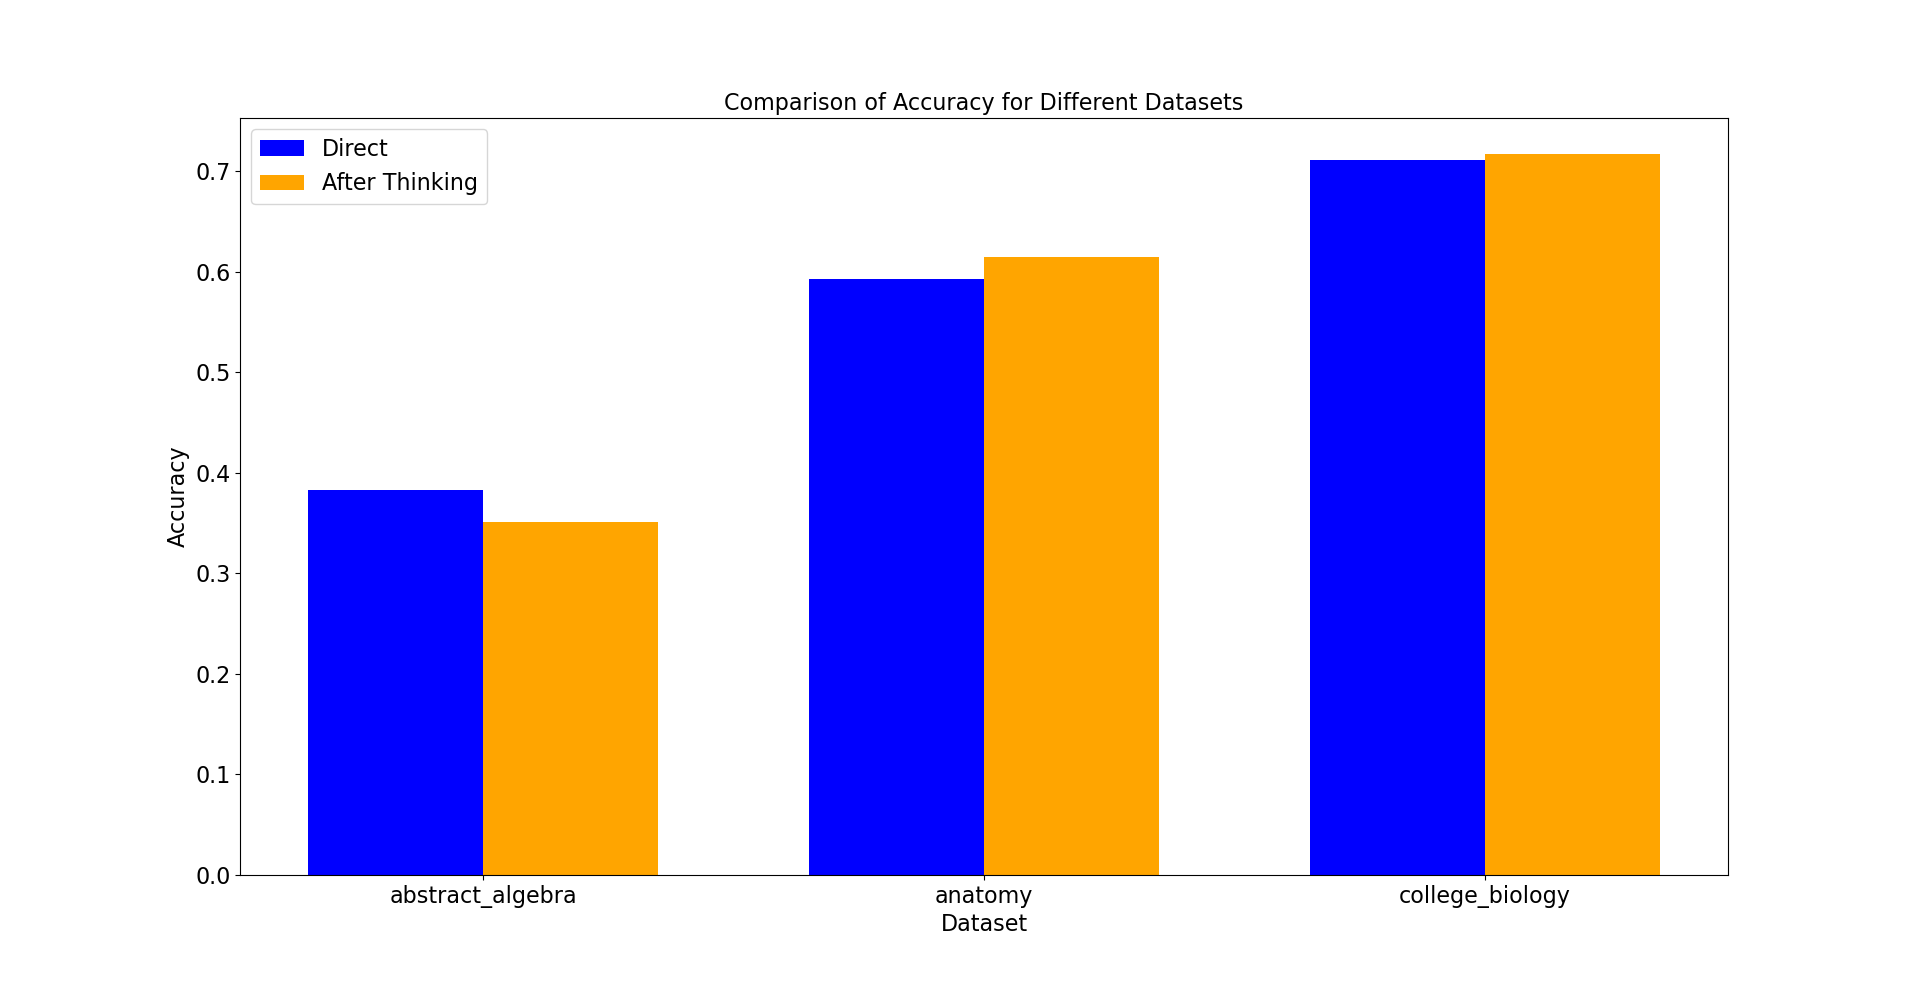 Comparison of Accuracy for Different Datasets
Direct
After Thinking
0.7
0.6
0.5
0.4
0.3
0.2
0.1
0.0
Accuracy
abstract_algebra
anatomy
college_biology
Dataset